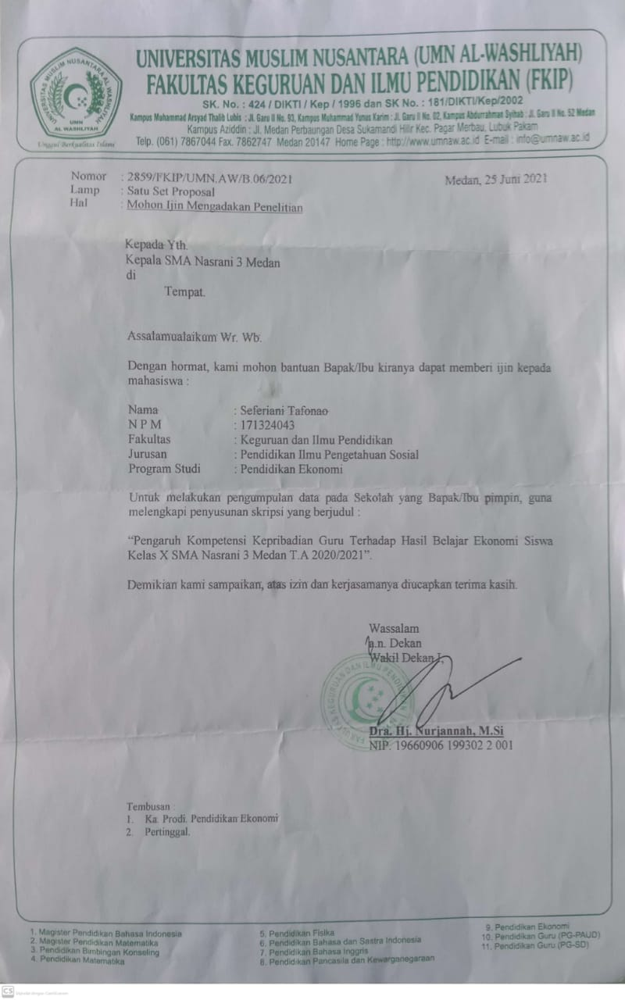 UNIVERSITAS MUSLIM NUSANTARA (UMN AL-WASHLIYAH)
FAKULTAS KEGURUAN DAN ILMU PENDIDIKAN (FKIP)
SK. No. : 424 / DIKTI / Kep / 1996 dan SK No. : 181/DIKTI/Kep/2002
Kampus Muhammad Arsyad Thalib Lubis : Jl. Garu II No. 93, Kampus Muhammad Yunus Karim : Jl. Garu II No. 02, Kampus Abdurrahman Syihab : Jl. Garu II No. 52 Medan
Kampus Aziddin : Jl. Medan Perbaungan Desa Sukamandi Hilir Kec. Pagar Merbau, Lubuk Pakam
Telp. (061) 7867044 Fax. 7862747 Medan 20147 Home Page : http://www.umnaw.ac.id E-mail : info@umnaw.ac.id
UNIVERSITAS MUSLIM NUSANTARA AL WASHLIYAH
UMN
AL WASHLIYAH
Unggul Berkualitas Islami
Nomor : 2859/FKIP/UMN.AW/B.06/2021 Medan, 25 Juni 2021
Lamp : Satu Set Proposal
Hal : Mohon Ijin Mengadakan Penelitian
Kepada Yth.
Kepala SMA Nasrani 3 Medan
di
Tempat.
Assalamualaikum Wr. Wb.
Dengan hormat, kami mohon bantuan Bapak/Ibu kiranya dapat memberi ijin kepada
mahasiswa :
Nama : Seferiani Tafonao
N P M : 171324043
Fakultas : Keguruan dan Ilmu Pendidikan
Jurusan : Pendidikan Ilmu Pengetahuan Sosial
Program Studi : Pendidikan Ekonomi
Untuk melakukan pengumpulan data pada Sekolah yang Bapak/Ibu pimpin, guna
melengkapi penyusunan skripsi yang berjudul :
“Pengaruh Kompetensi Kepribadian Guru Terhadap Hasil Belajar Ekonomi Siswa
Kelas X SMA Nasrani 3 Medan T.A 2020/2021”.
Demikian kami sampaikan, atas izin dan kerjasamanya diucapkan terima kasih.
Wassalam
a.n. Dekan
Wakil Dekan I,
FAKULTAS KEGURUAN DAN ILMU PENDIDIKAN
Dra. Hj. Nurjannah, M.Si
NIP. 19660906 199302 2 001
Tembusan :
1. Ka. Prodi. Pendidikan Ekonomi
2. Pertinggal.
1. Magister Pendidikan Bahasa Indonesia
2. Magister Pendidikan Matematika
3. Pendidikan Bimbingan Konseling
4. Pendidikan Matematika
5. Pendidikan Fisika
6. Pendidikan Bahasa dan Sastra Indonesia
7. Pendidikan Bahasa Inggris
8. Pendidikan Pancasila dan Kewarganegaraan
9. Pendidikan Ekonomi
10. Pendidikan Guru (PG-PAUD)
11. Pendidikan Guru (PG-SD)
CS